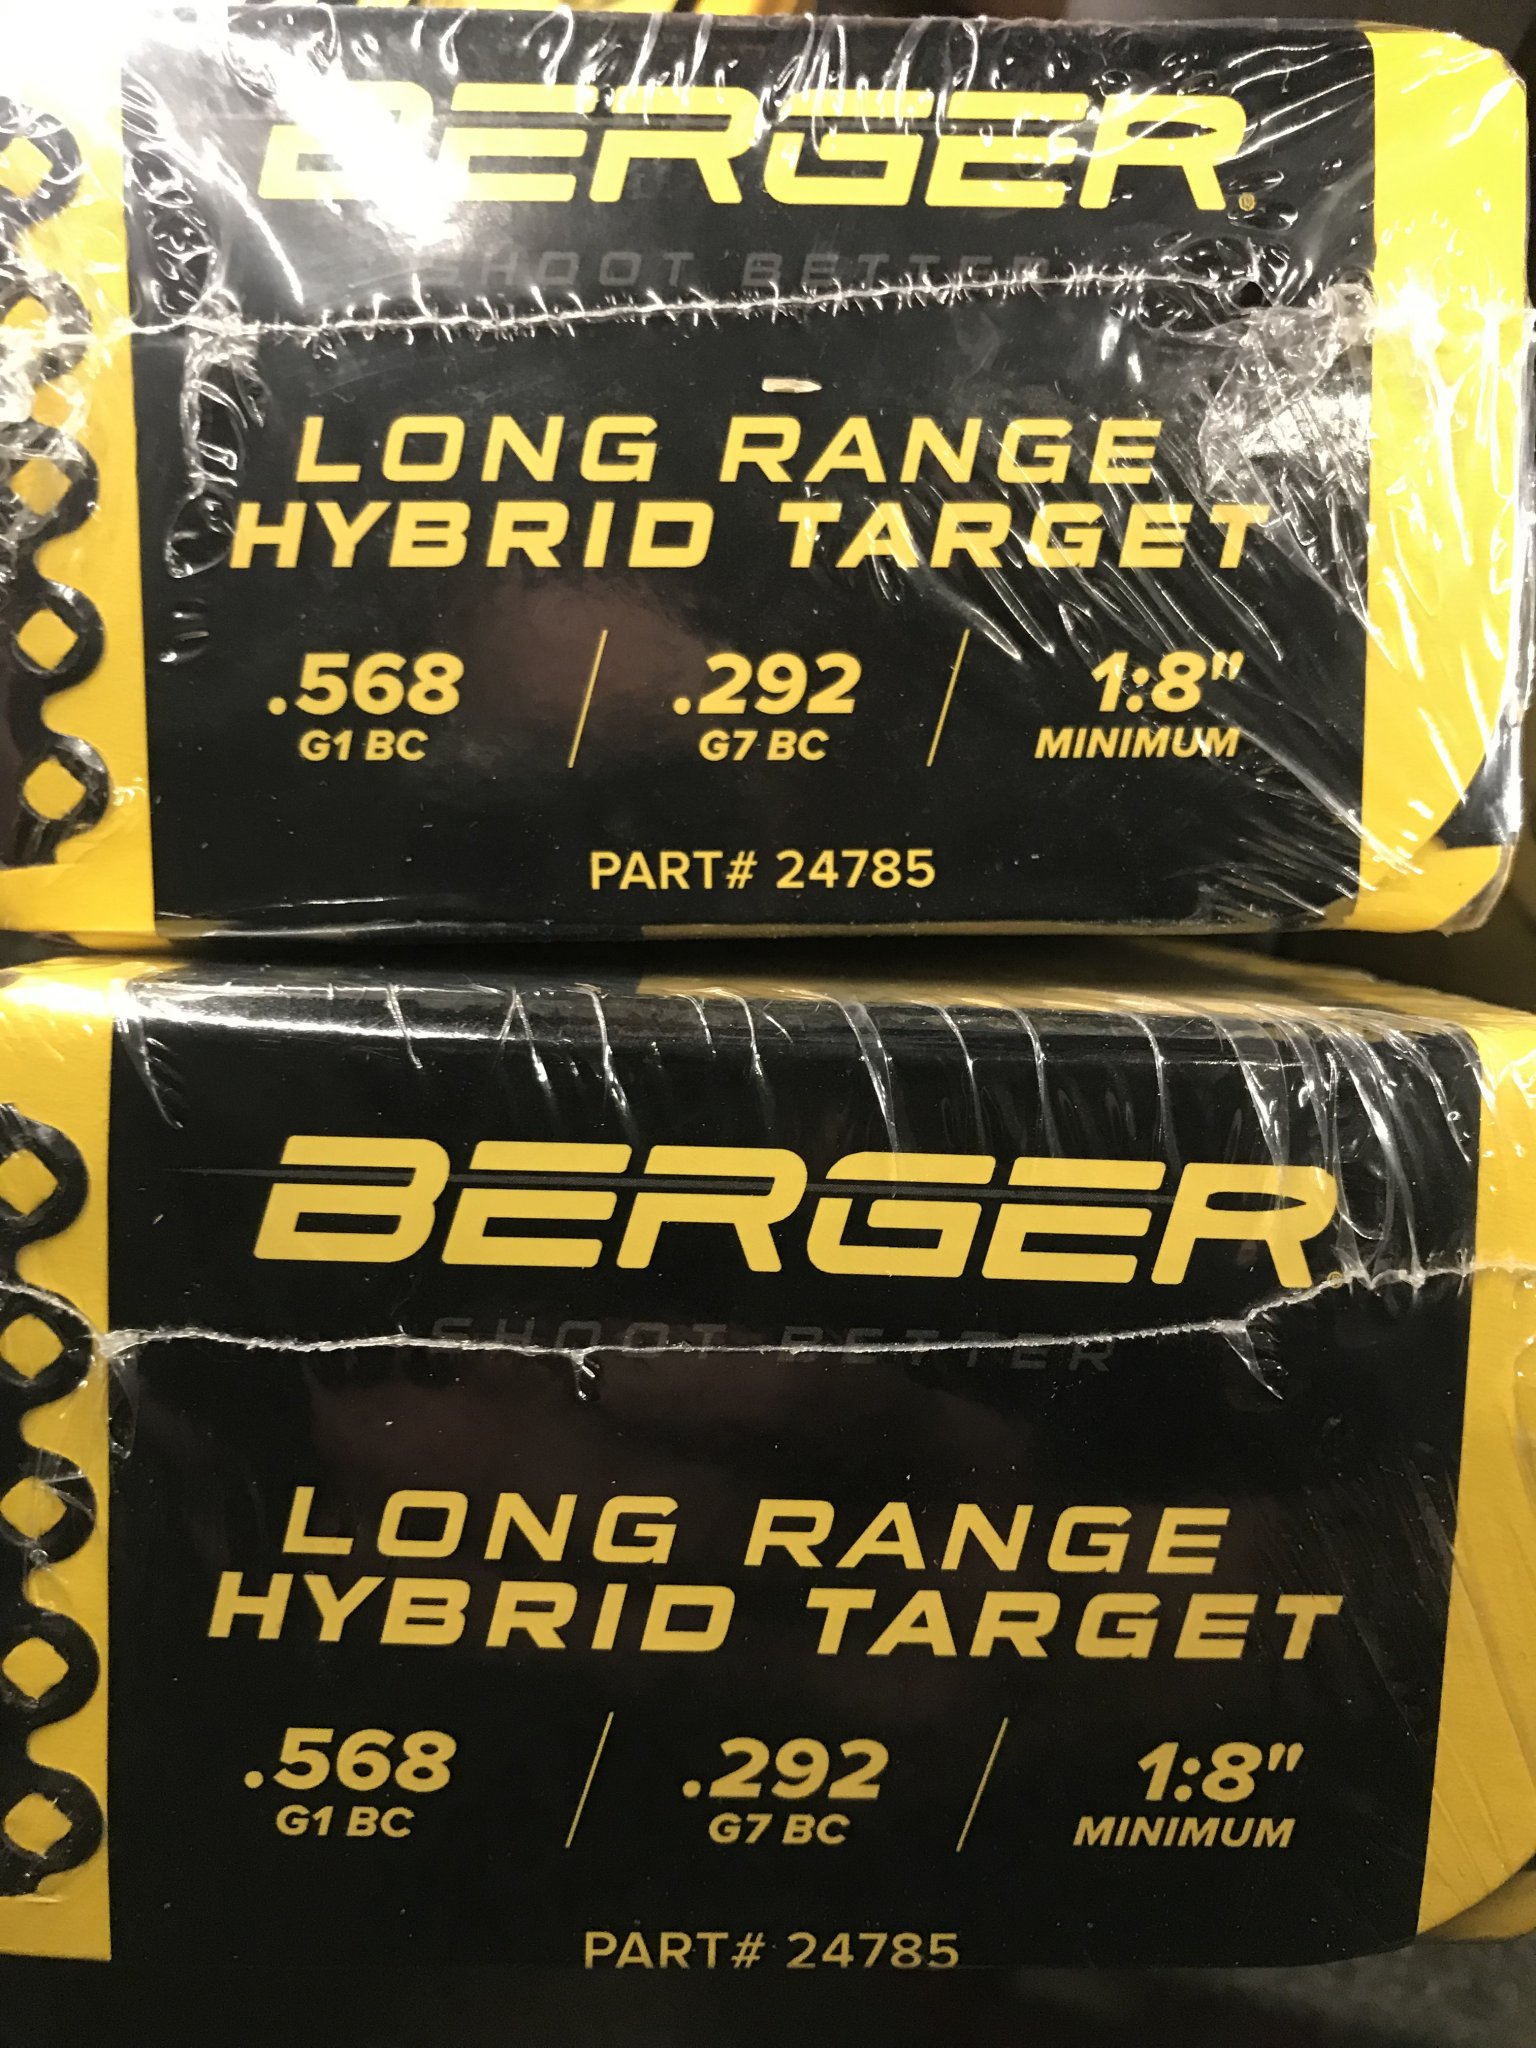 BERGER®
SHOOT BETTER
LONG RANGE
HYBRID TARGET
.568 / .292 / 1:8"
G1 BC G7 BC MINIMUM
PART# 24785
BERGER®
SHOOT BETTER
LONG RANGE
HYBRID TARGET
.568 / .292 / 1:8"
G1 BC G7 BC MINIMUM
PART# 24785